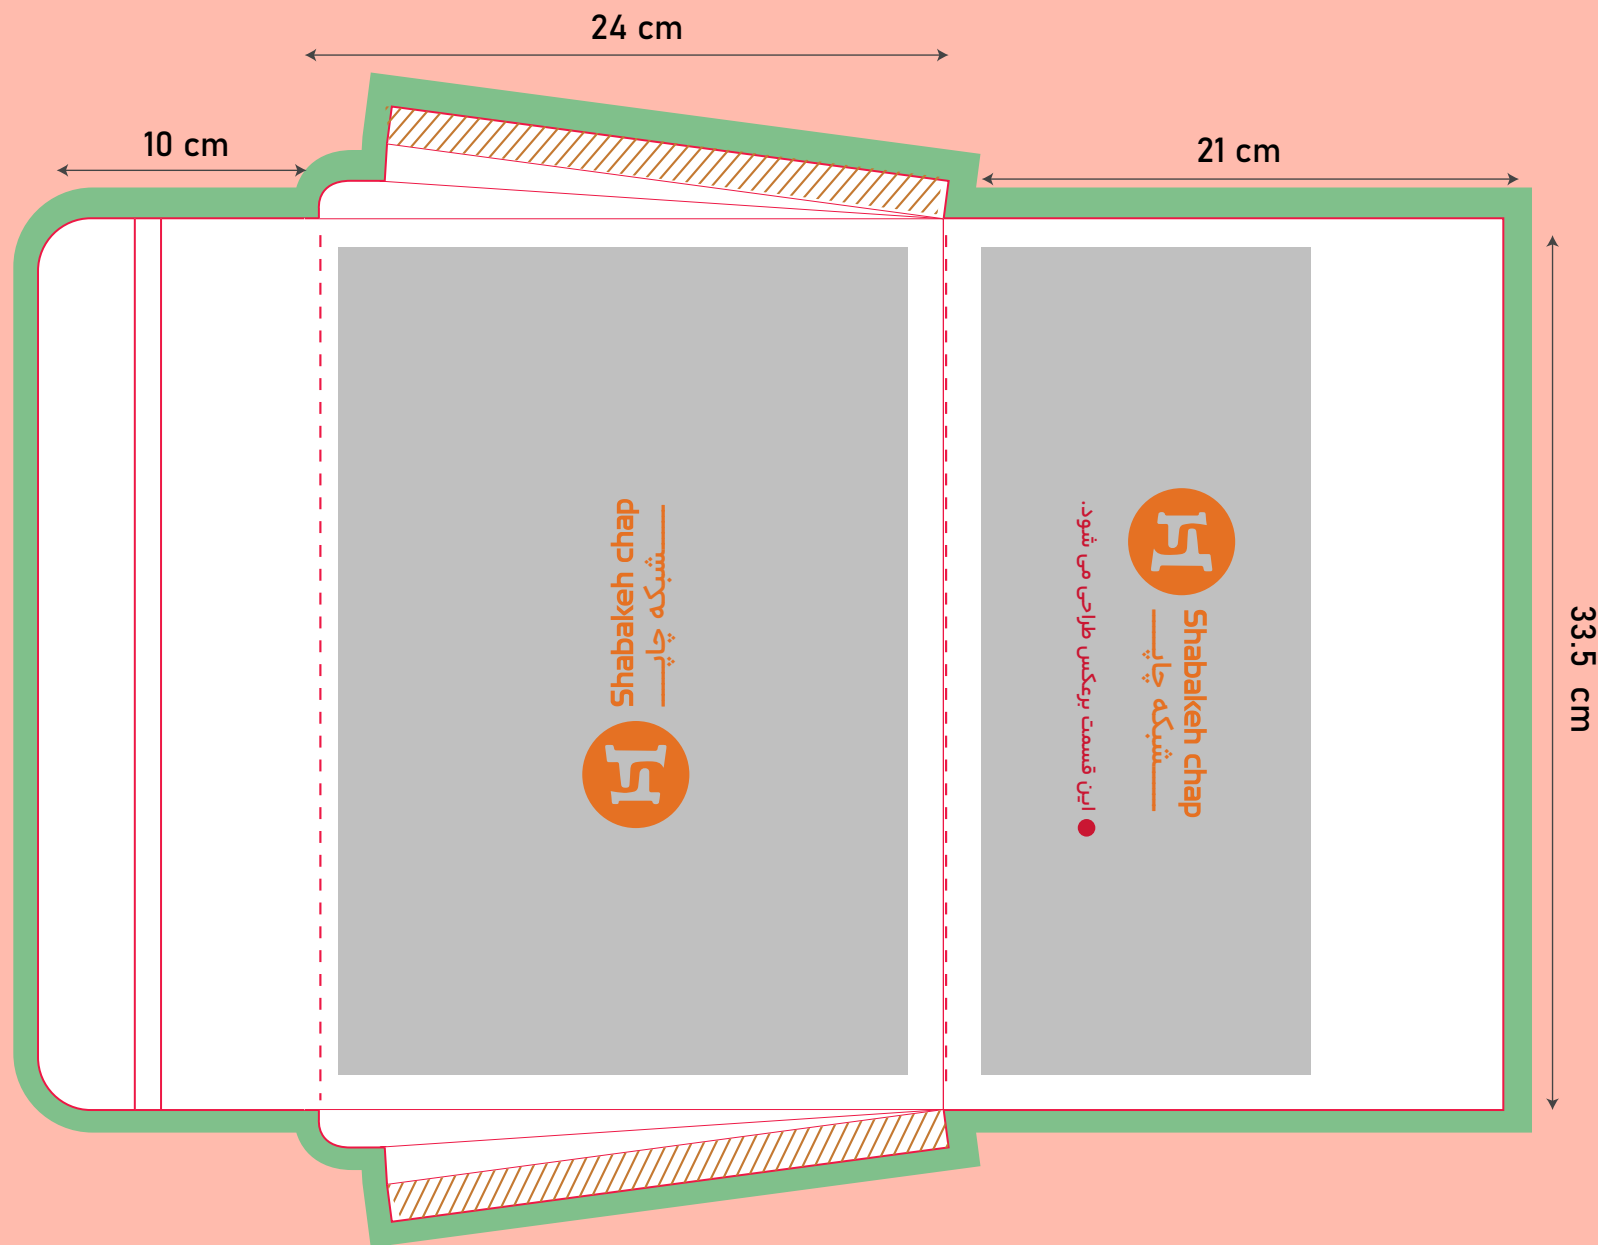 24 cm
10 cm
21 cm
33.5 cm
Shabakeh chap
شبکه چاپ
Shabakeh chap
شبکه چاپ
این قسمت برعکس طراحی می شود.